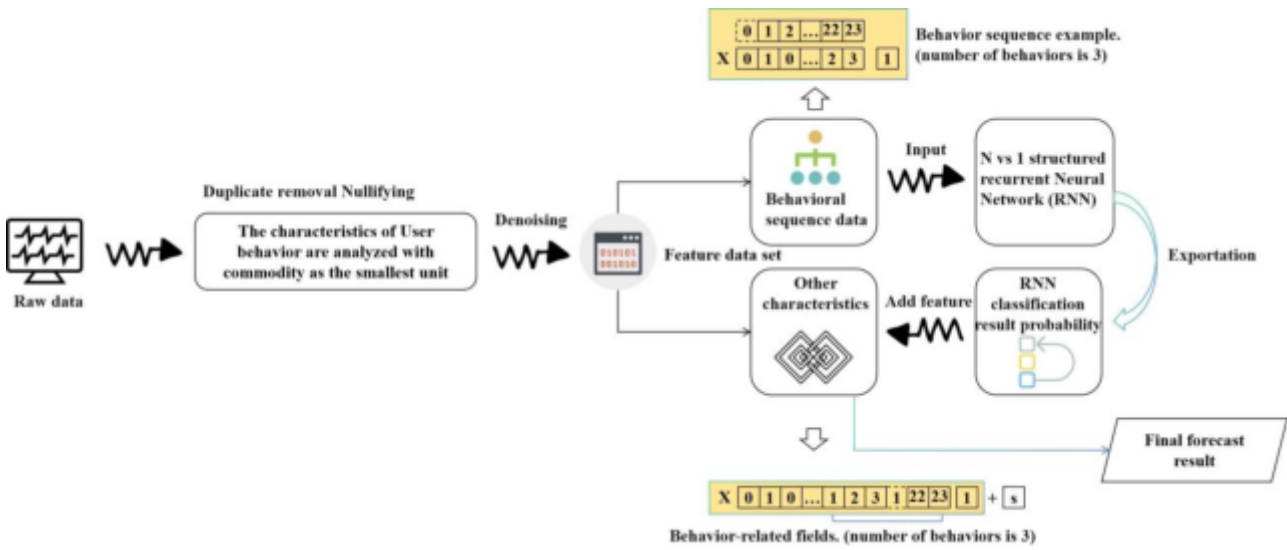 0 1 2 ... 22 23
X 0 1 0 ... 2 3 1
Behavior sequence example.
(number of behaviors is 3)
Duplicate removal Nullifying
The characteristics of User
behavior are analyzed with
commodity as the smallest unit
Raw data
Denoising
010101
001010
Feature data set
Behavioral
sequence data
Input
N vs 1 structured
recurrent Neural
Network (RNN)
Exportation
Other
characteristics
Add feature
RNN
classification
result probability
Final forecast
result
X 0 1 0 ... 1 2 3 1 22 23 1 + s
Behavior-related fields. (number of behaviors is 3)